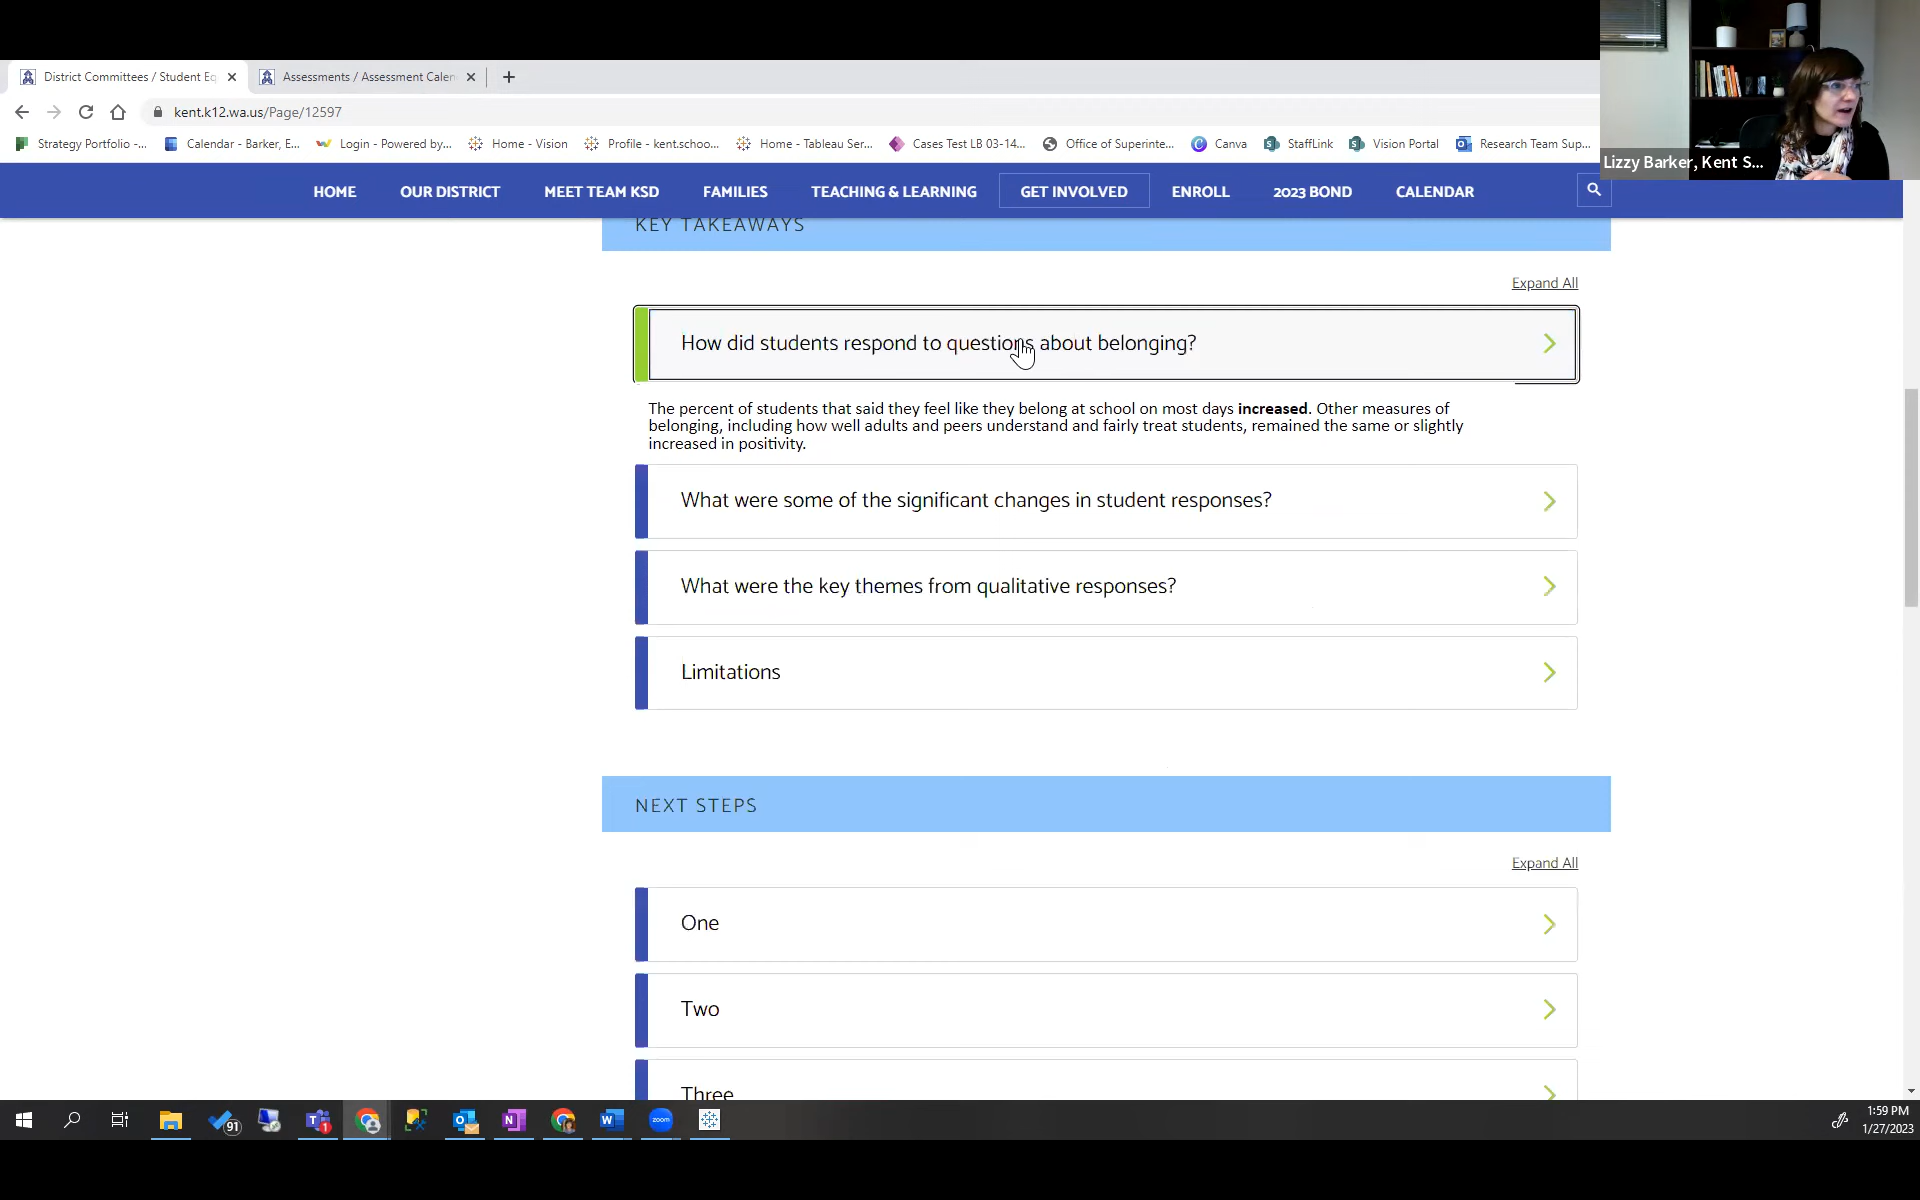 District Committees / Student Eq
Assessments / Assessment Calen
kent.k12.wa.us/Page/12597
Strategy Portfolio -...
Calendar - Barker, E...
Login - Powered by...
Home - Vision
Profile - kent.schoo...
Home - Tableau Ser...
Cases Test LB 03-14...
Office of Superinte...
Canva
StaffLink
Vision Portal
Research Team Sup...
Lizzy Barker, Kent S...
HOME OUR DISTRICT MEET TEAM KSD FAMILIES TEACHING & LEARNING GET INVOLVED ENROLL 2023 BOND CALENDAR
KEY TAKEAWAYS
Expand All
How did students respond to questions about belonging?
The percent of students that said they feel like they belong at school on most days increased. Other measures of
belonging, including how well adults and peers understand and fairly treat students, remained the same or slightly
increased in positivity.
What were some of the significant changes in student responses?
What were the key themes from qualitative responses?
Limitations
NEXT STEPS
Expand All
One
Two
Three
91
1
zoom
1:59 PM
1/27/2023